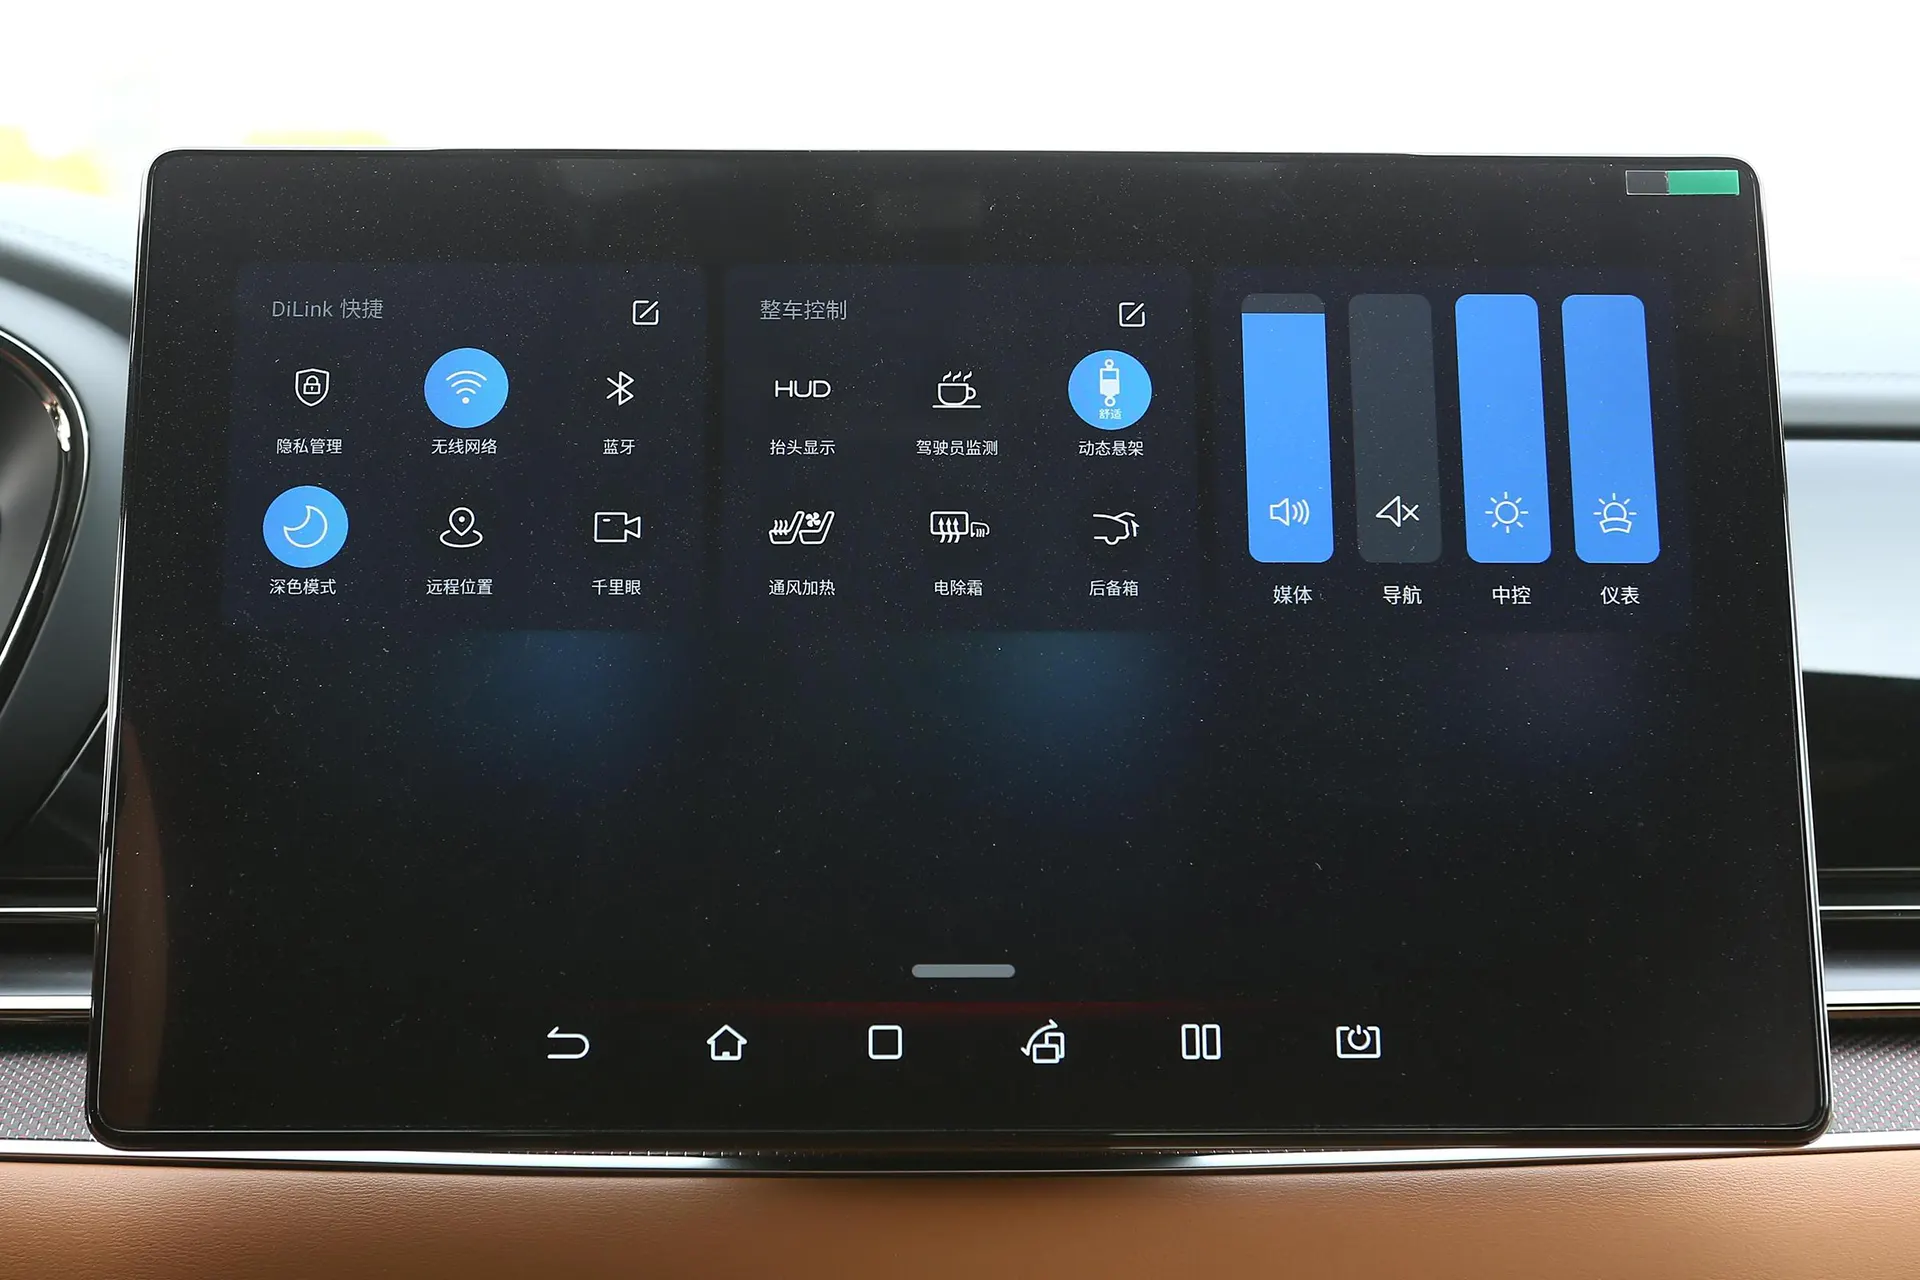 DiLink 快捷
隐私管理
无线网络
蓝牙
深色模式
远程位置
千里眼
整车控制
HUD
抬头显示
驾驶员监测
舒适
动态悬架
通风加热
电除霜
后备箱
媒体
导航
中控
仪表